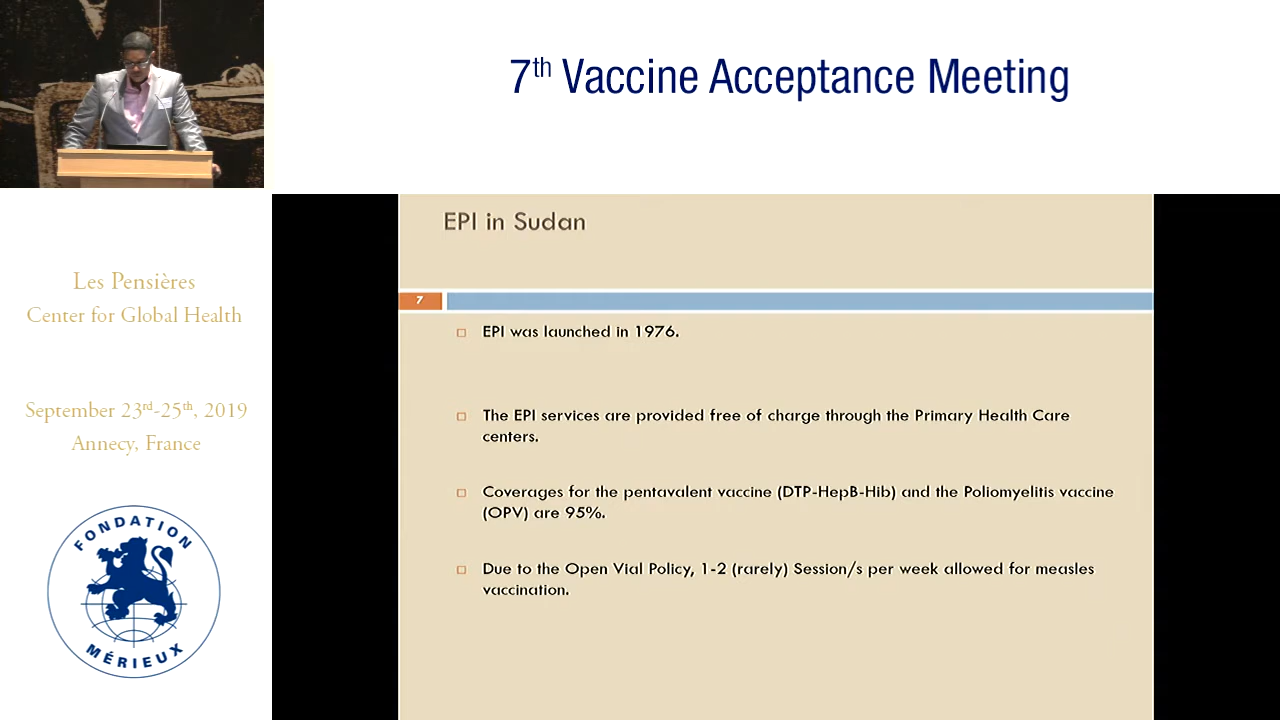 7th Vaccine Acceptance Meeting
Les Pensières
Center for Global Health
September 23rd-25th, 2019
Annecy, France
FONDATION
MÉRIEUX
EPI in Sudan
7
EPI was launched in 1976.
The EPI services are provided free of charge through the Primary Health Care
centers.
Coverages for the pentavalent vaccine (DTP-HepB-Hib) and the Poliomyelitis vaccine
(OPV) are 95%.
Due to the Open Vial Policy, 1-2 (rarely) Session/s per week allowed for measles
vaccination.